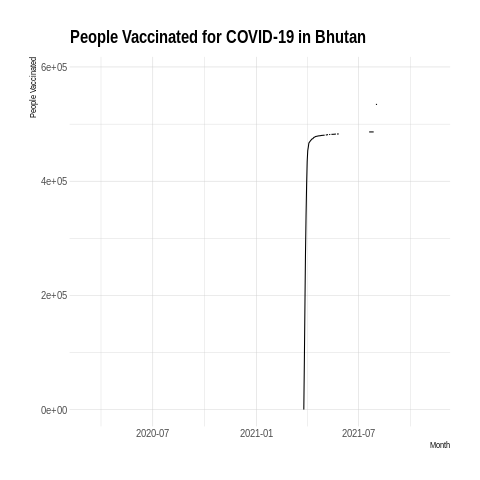 People Vaccinated for COVID-19 in Bhutan
People Vaccinated
6e+05
4e+05
2e+05
0e+00
2020-07
2021-01
2021-07
Month